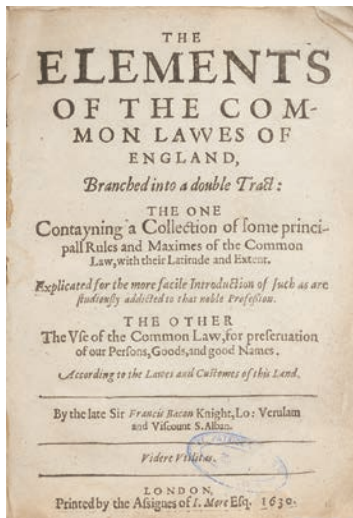 THE
ELEMENTS
OF THE COM-
MON LAWES OF
ENGLAND,
Branched into a double Tract:
THE ONE
Contayning a Collection of ſome princi-
pall Rules and Maximes of the Common
Law, with their Latitude and Extent.
Explicated for the more facile Introduction of ſuch as are
ſtudiouſly addicted to that noble Profeſſion.
THE OTHER
The Vſe of the Common Law, for preſeruation
of our Perſons, Goods, and good Names.
According to the Lawes and Cuſtomes of this Land.
By the late Sir Francis Bacon Knight, Lo: Verulam
and Viſcount S. Alban.
Videre Vtilitas.
LONDON,
Printed by the Aſsignes of I. More Eſq. 1630.